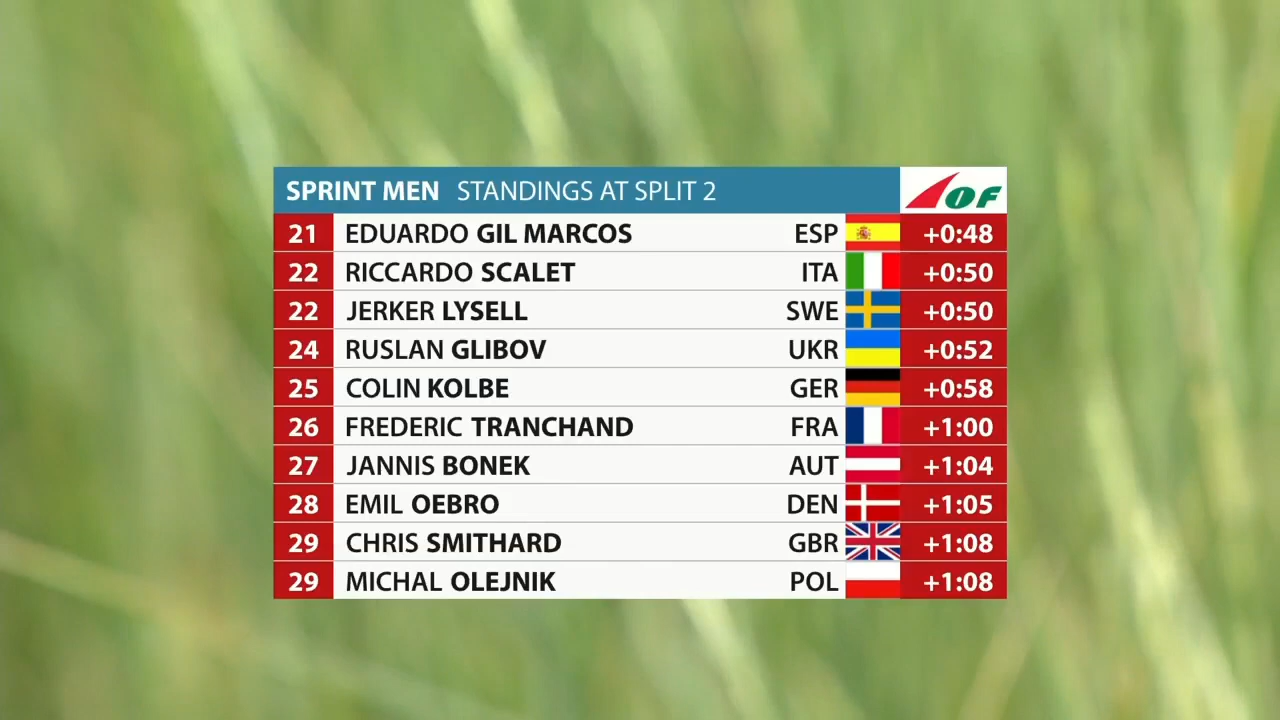 SPRINT MEN STANDINGS AT SPLIT 2 IOF
21 EDUARDO GIL MARCOS ESP +0:48
22 RICCARDO SCALET ITA +0:50
22 JERKER LYSELL SWE +0:50
24 RUSLAN GLIBOV UKR +0:52
25 COLIN KOLBE GER +0:58
26 FREDERIC TRANCHAND FRA +1:00
27 JANNIS BONEK AUT +1:04
28 EMIL OEBRO DEN +1:05
29 CHRIS SMITHARD GBR +1:08
29 MICHAL OLEJNIK POL +1:08